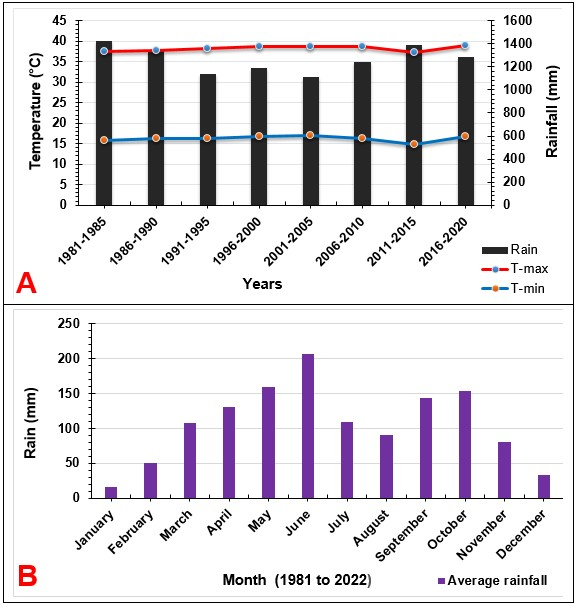 45
40
35
30
25
20
15
10
5
0
Temperature (°C)
1600
1400
1200
1000
800
600
400
200
0
Rainfall (mm)
1981-1985
1986-1990
1991-1995
1996-2000
2001-2005
2006-2010
2011-2015
2016-2020
Years
Rain
T-max
T-min
A
250
200
150
100
50
0
Rain (mm)
January
February
March
April
May
June
July
August
September
October
November
December
Month (1981 to 2022)
Average rainfall
B